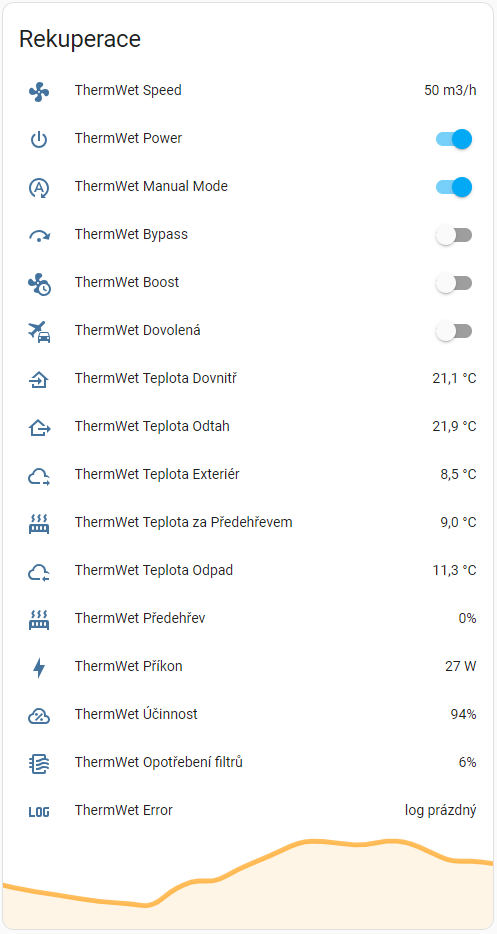 Rekuperace
ThermWet Speed 50 m3/h
ThermWet Power
ThermWet Manual Mode
ThermWet Bypass
ThermWet Boost
ThermWet Dovolená
ThermWet Teplota Dovnitř 21,1 °C
ThermWet Teplota Odtah 21,9 °C
ThermWet Teplota Exteriér 8,5 °C
ThermWet Teplota za Předehřevem 9,0 °C
ThermWet Teplota Odpad 11,3 °C
ThermWet Předehřev 0%
ThermWet Příkon 27 W
ThermWet Účinnost 94%
ThermWet Opotřebení filtrů 6%
LOG ThermWet Error log prázdný